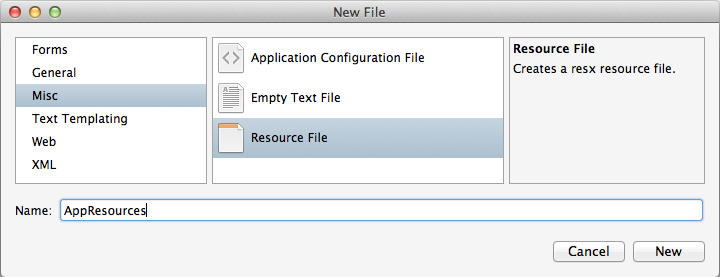 New File
Forms
General
Misc
Text Templating
Web
XML
Application Configuration File
Empty Text File
Resource File
Resource File
Creates a resx resource file.
Name: AppResources
Cancel New